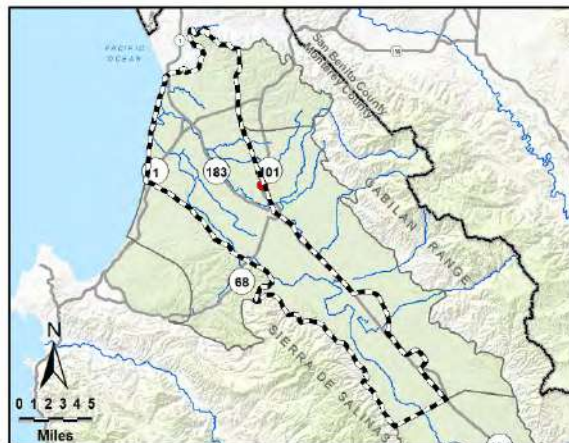 PACIFIC
OCEAN
1
San Benito County
Monterey County
1
183
101
GABILAN RANGE
68
SIERRA DE SALINAS
N
0 1 2 3 4 5
Miles